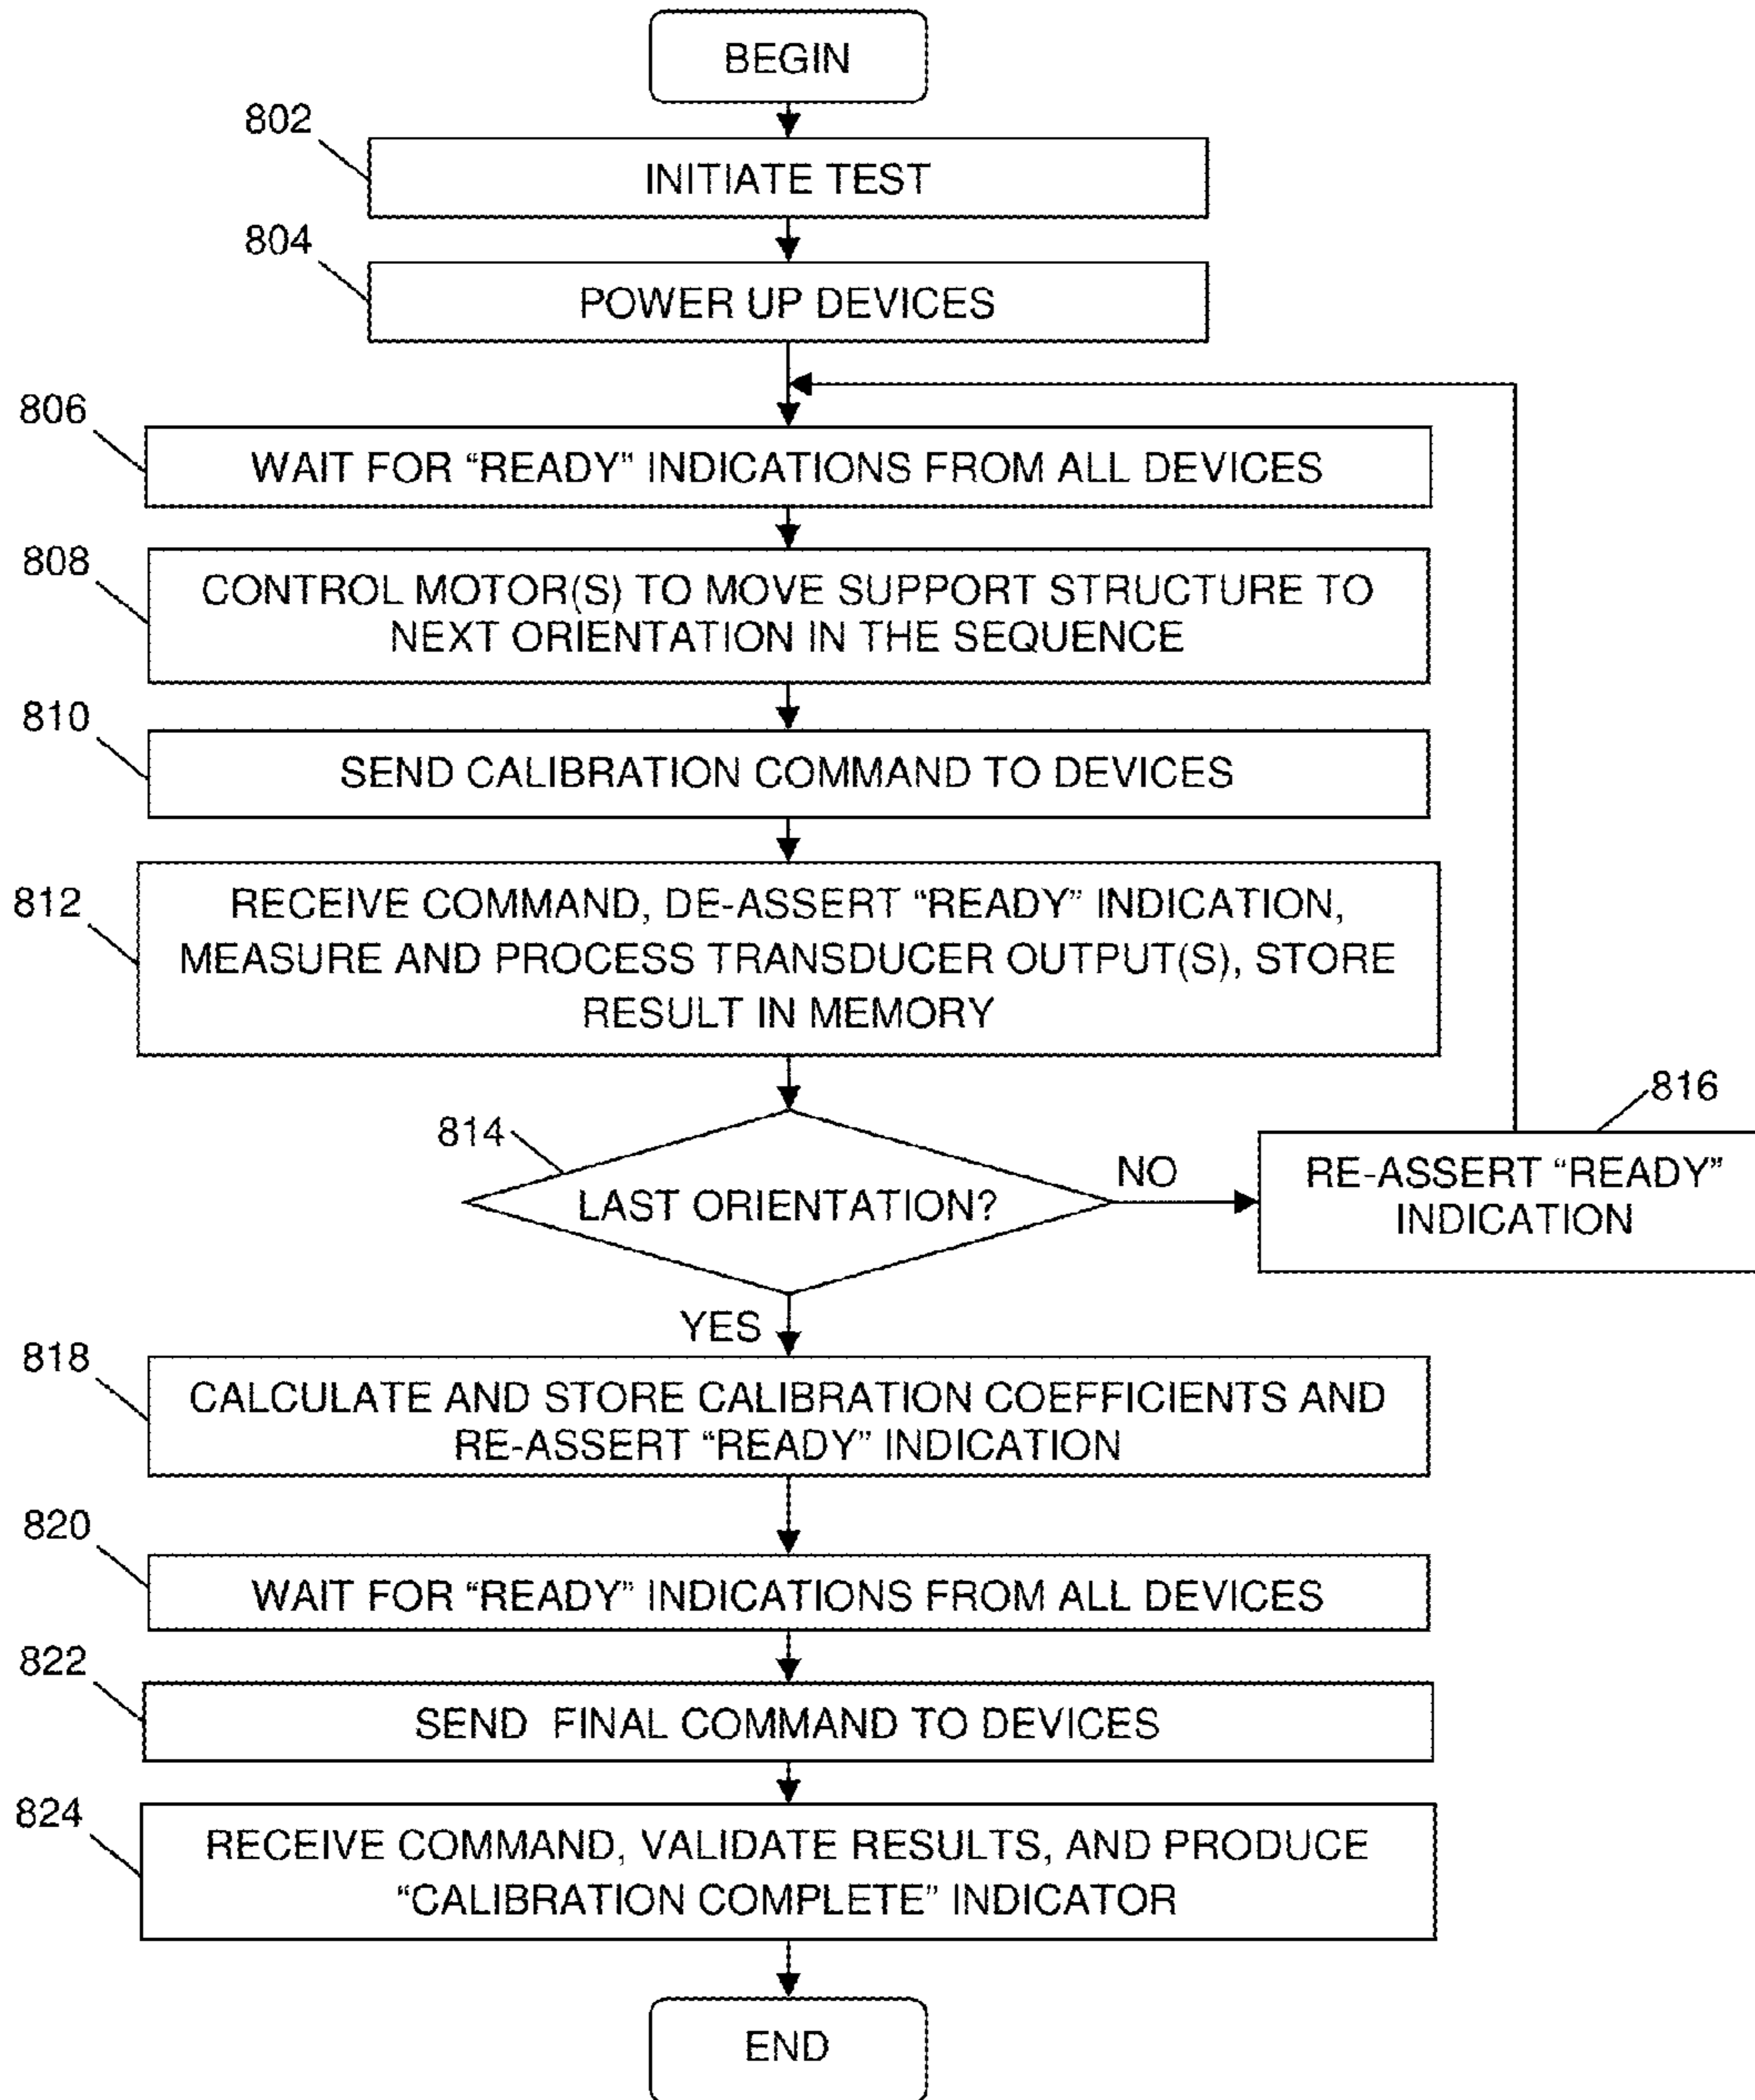 BEGIN
802
INITIATE TEST
804
POWER UP DEVICES
806
WAIT FOR “READY” INDICATIONS FROM ALL DEVICES
808
CONTROL MOTOR(S) TO MOVE SUPPORT STRUCTURE TO
NEXT ORIENTATION IN THE SEQUENCE
810
SEND CALIBRATION COMMAND TO DEVICES
812
RECEIVE COMMAND, DE-ASSERT “READY” INDICATION,
MEASURE AND PROCESS TRANSDUCER OUTPUT(S), STORE
RESULT IN MEMORY
814
LAST ORIENTATION?
NO
816
RE-ASSERT “READY”
INDICATION
YES
818
CALCULATE AND STORE CALIBRATION COEFFICIENTS AND
RE-ASSERT “READY” INDICATION
820
WAIT FOR “READY” INDICATIONS FROM ALL DEVICES
822
SEND FINAL COMMAND TO DEVICES
824
RECEIVE COMMAND, VALIDATE RESULTS, AND PRODUCE
“CALIBRATION COMPLETE” INDICATOR
END